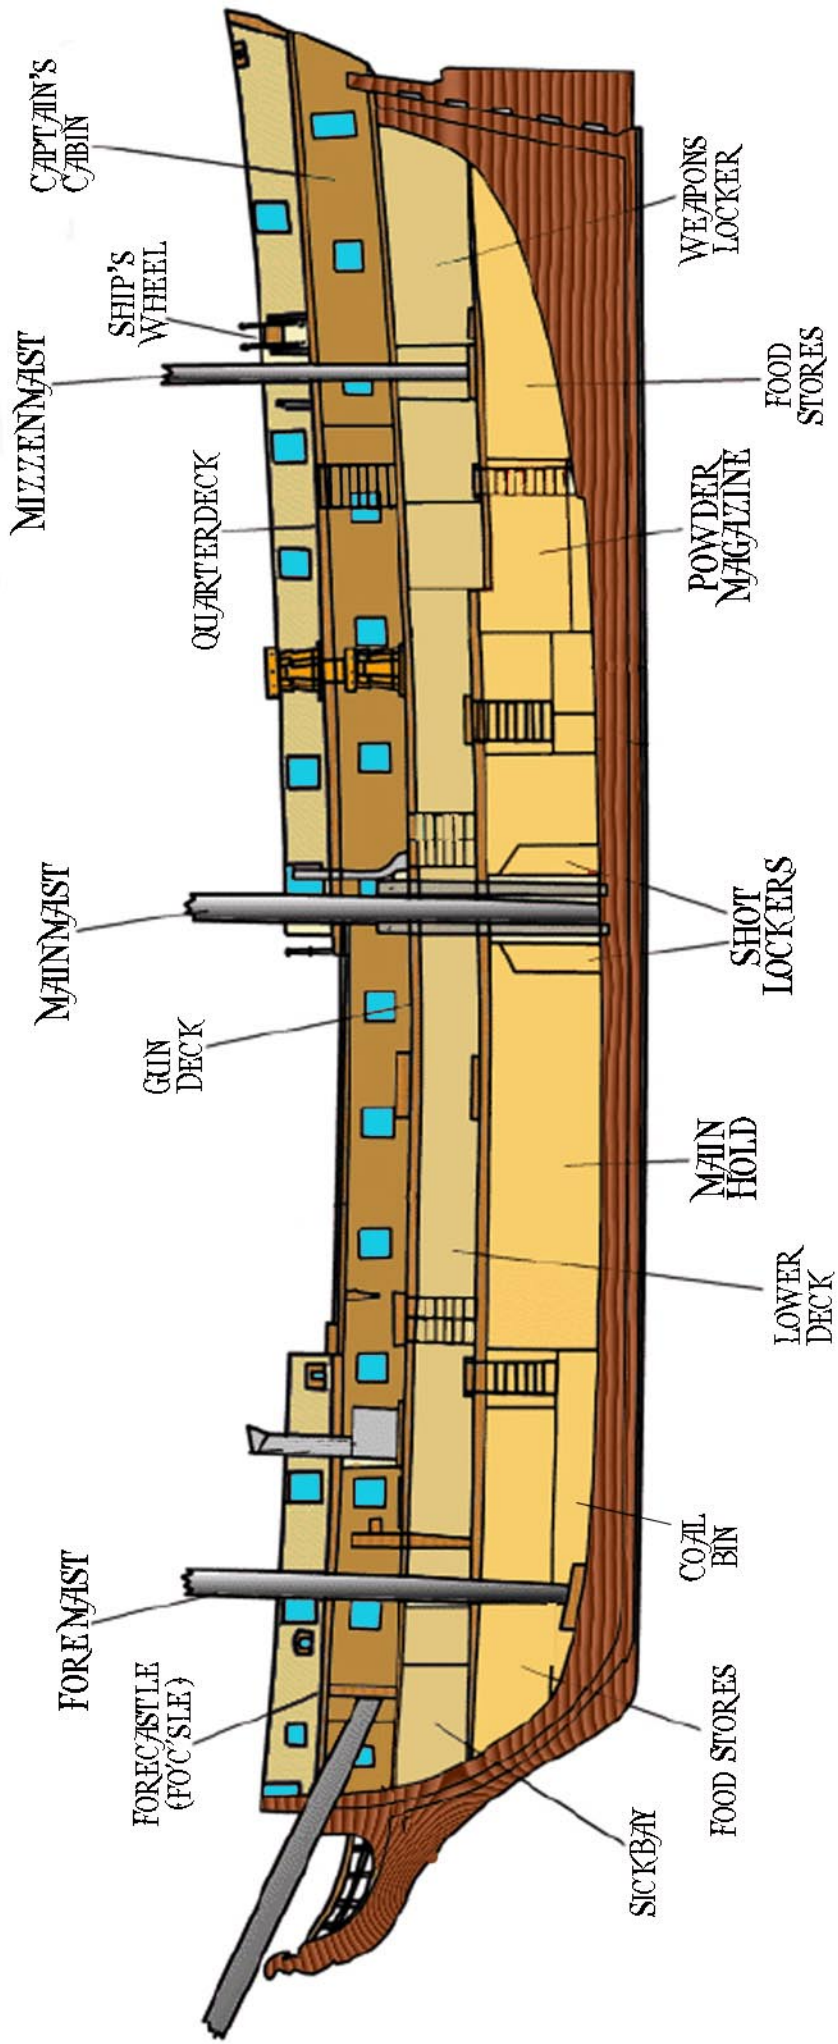 CAPTAIN'S
CABIN
SHIP'S
WHEEL
MIZZENMAST
QUARTERDECK
MAINMAST
GUN
DECK
FOREMAST
FORECASTLE
(FO'C'SLE)
WEAPONS
LOCKER
FOOD
STORES
POWDER
MAGAZINE
SHOT
LOCKERS
MAIN
HOLD
LOWER
DECK
COAL
BIN
FOOD STORES
SICKBAY